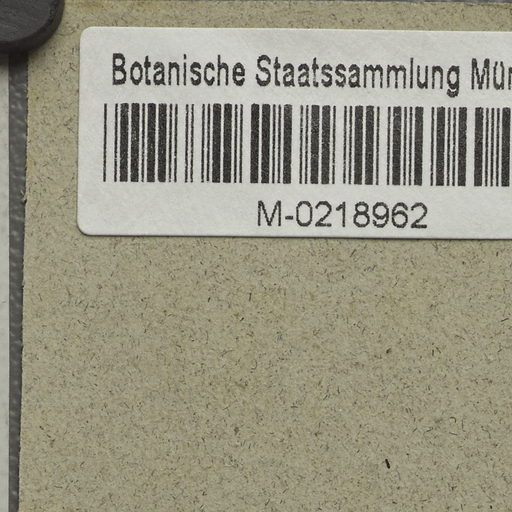 Botanische Staatssammlung Mün
M-0218962